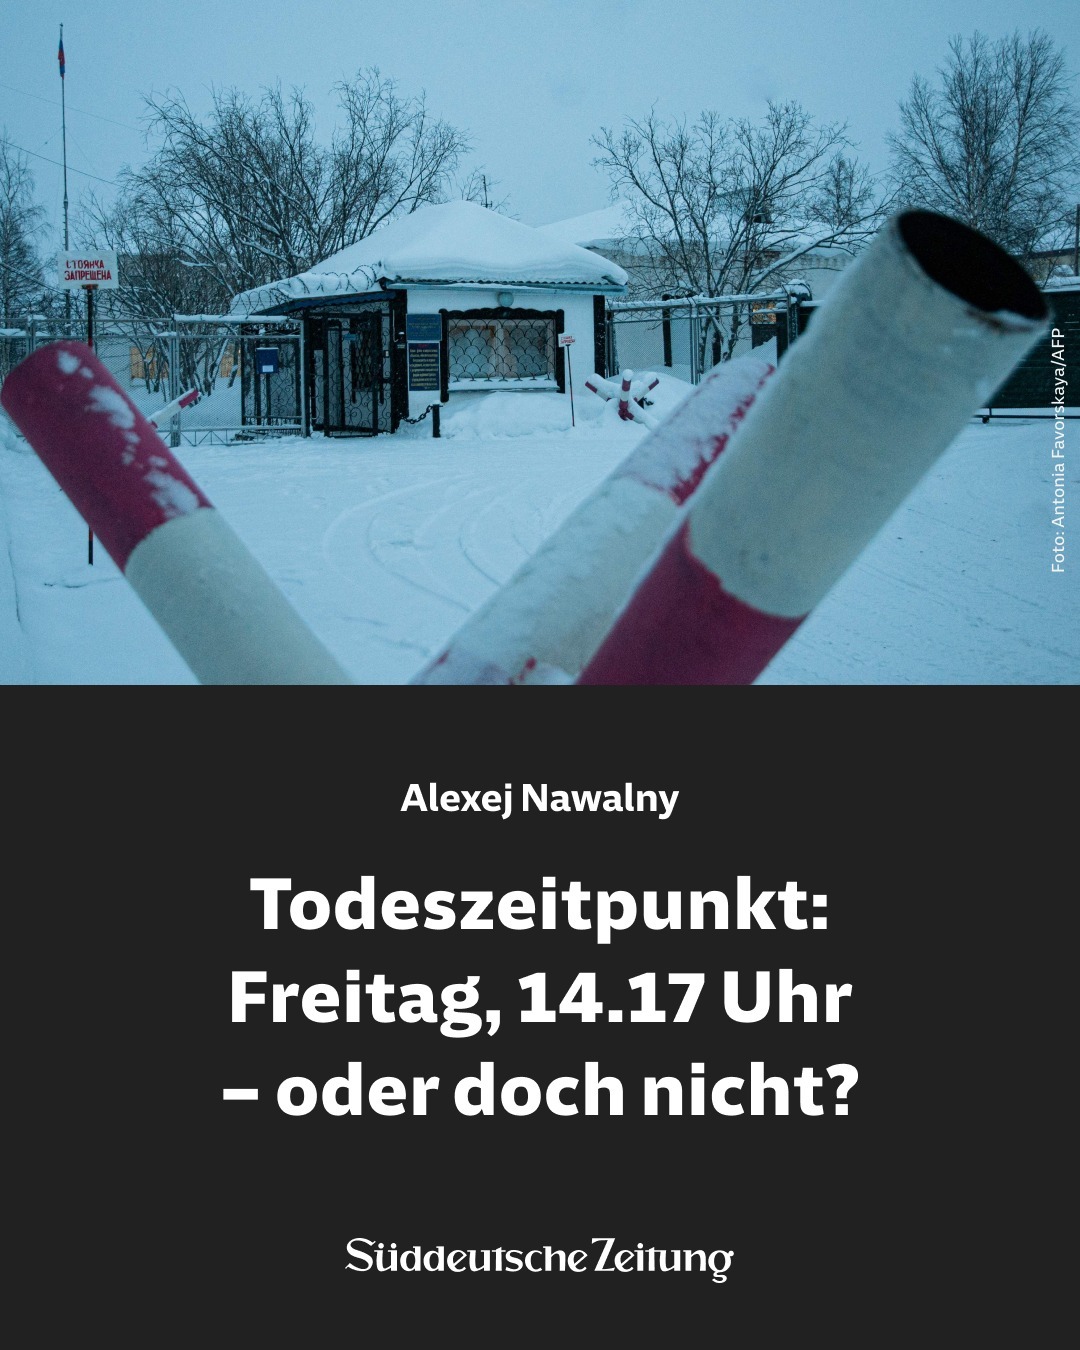 СТОЯНКА
ЗАПРЕЩЕНА
Foto: Antonia Favorskaya/AFP
Alexej Nawalny
Todeszeitpunkt:
Freitag, 14.17 Uhr
– oder doch nicht?
Süddeutsche Zeitung